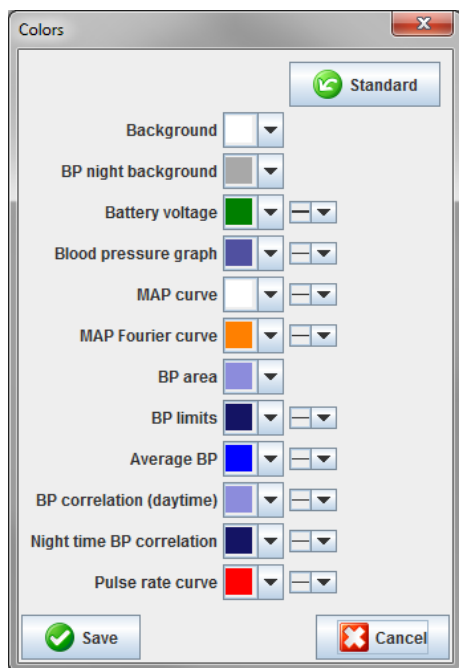 Colors
Standard
Background
BP night background
Battery voltage
Blood pressure graph
MAP curve
MAP Fourier curve
BP area
BP limits
Average BP
BP correlation (daytime)
Night time BP correlation
Pulse rate curve
Save Cancel